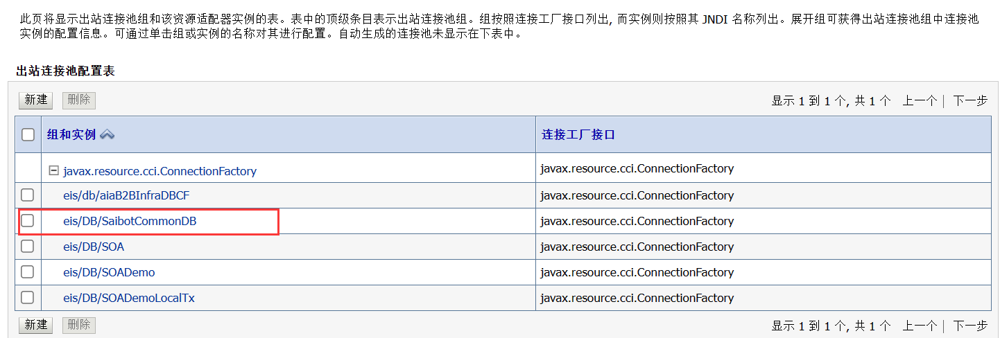 此页将显示出站连接池组和该资源适配器实例的表。表中的顶级条目表示出站连接池组。组按照连接工厂接口列出, 而实例则按照其 JNDI 名称列出。展开组可获得出站连接池组中连接池
实例的配置信息。可通过单击组或实例的名称对其进行配置。自动生成的连接池未显示在下表中。
出站连接池配置表
新建 删除 显示 1 到 1 个, 共 1 个 上一个 | 下一步
组和实例 连接工厂接口
javax.resource.cci.ConnectionFactory javax.resource.cci.ConnectionFactory
eis/db/aiaB2BInfraDBCF javax.resource.cci.ConnectionFactory
eis/DB/SaibotCommonDB javax.resource.cci.ConnectionFactory
eis/DB/SOA javax.resource.cci.ConnectionFactory
eis/DB/SOADemo javax.resource.cci.ConnectionFactory
eis/DB/SOADemoLocalTx javax.resource.cci.ConnectionFactory
新建 删除 显示 1 到 1 个, 共 1 个 上一个 | 下一步